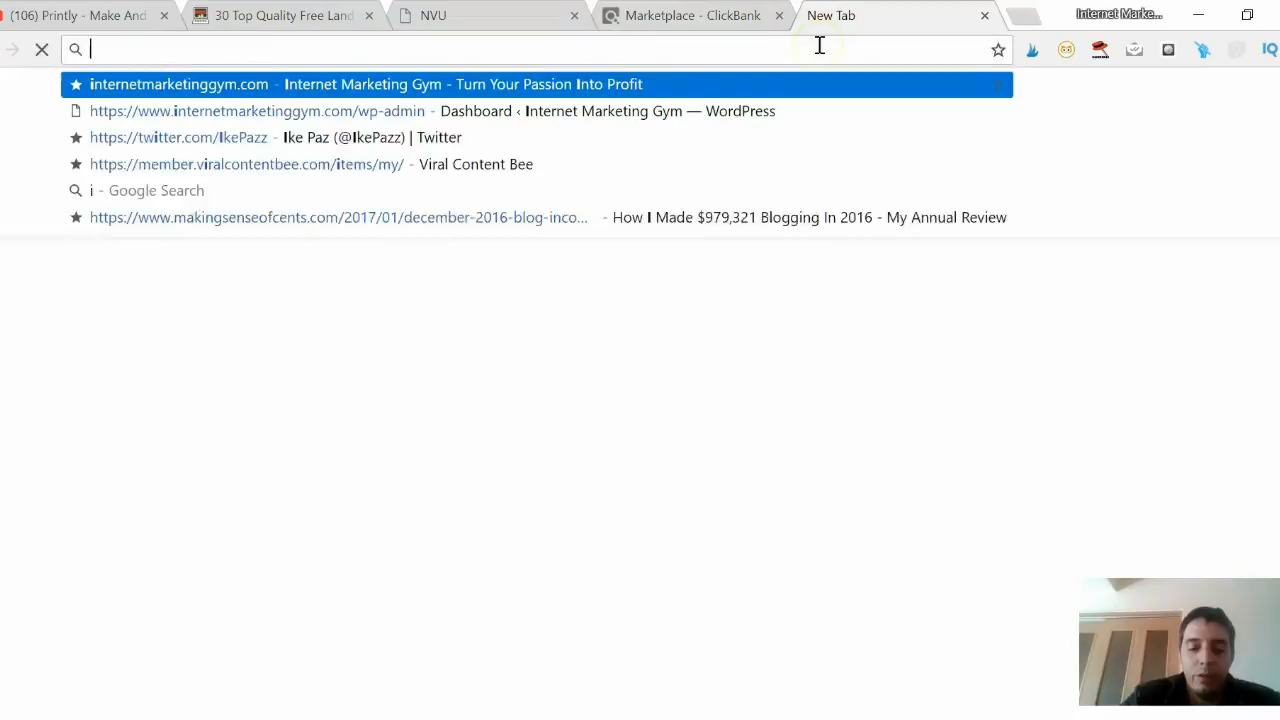 (106) Printly - Make And
30 Top Quality Free Land
NVU
Marketplace - ClickBank
New Tab
Internet Marke...
IQ
internetmarketinggym.com - Internet Marketing Gym - Turn Your Passion Into Profit
https://www.internetmarketinggym.com/wp-admin - Dashboard ‹ Internet Marketing Gym — WordPress
https://twitter.com/IkePazz - Ike Paz (@IkePazz) | Twitter
https://member.viralcontentbee.com/items/my/ - Viral Content Bee
i - Google Search
https://www.makingsenseofcents.com/2017/01/december-2016-blog-inco... - How I Made $979,321 Blogging In 2016 - My Annual Review